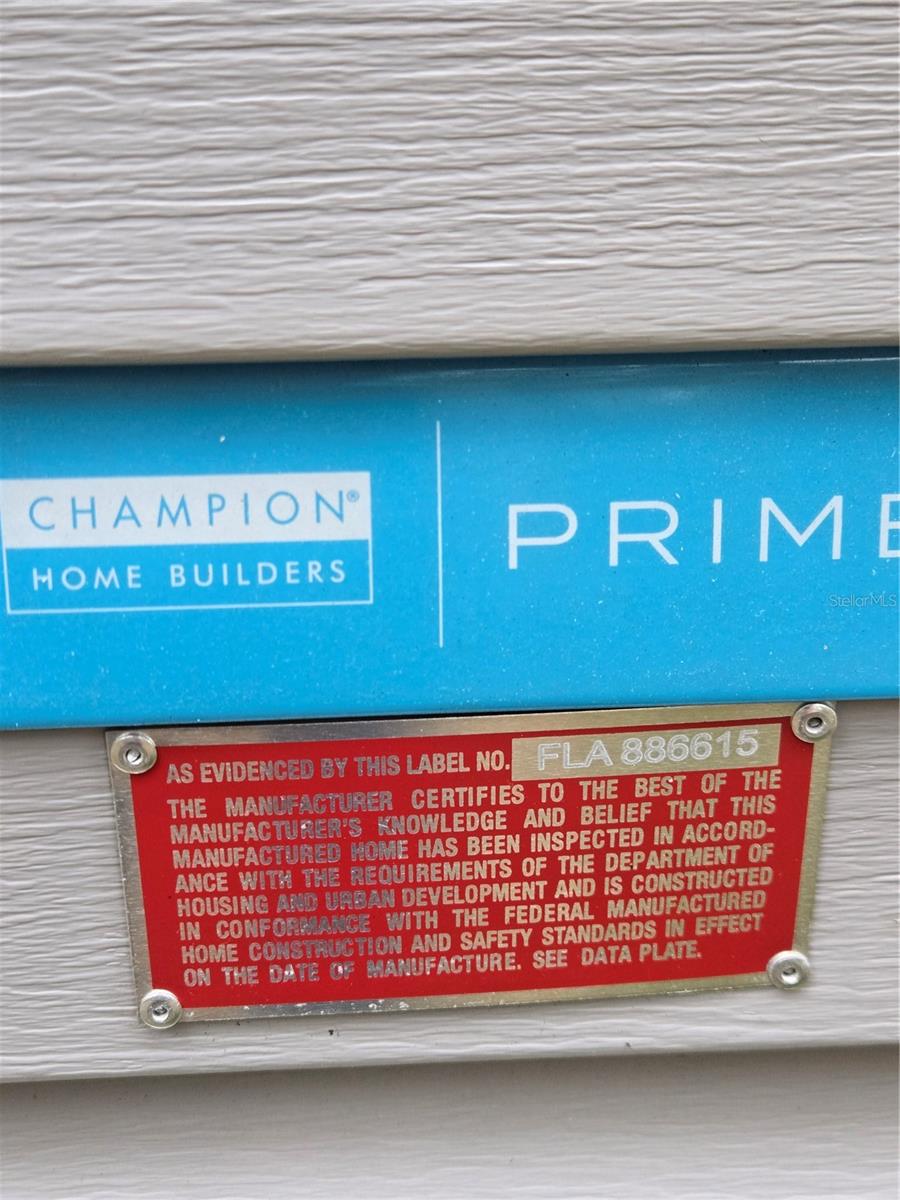 CHAMPION®
HOME BUILDERS
PRIME
StellarMLS
AS EVIDENCED BY THIS LABEL NO. FLA 886615
THE MANUFACTURER CERTIFIES TO THE BEST OF THE
MANUFACTURER'S KNOWLEDGE AND BELIEF THAT THIS
MANUFACTURED HOME HAS BEEN INSPECTED IN ACCORD-
ANCE WITH THE REQUIREMENTS OF THE DEPARTMENT OF
HOUSING AND URBAN DEVELOPMENT AND IS CONSTRUCTED
IN CONFORMANCE WITH THE FEDERAL MANUFACTURED
HOME CONSTRUCTION AND SAFETY STANDARDS IN EFFECT
ON THE DATE OF MANUFACTURE. SEE DATA PLATE.